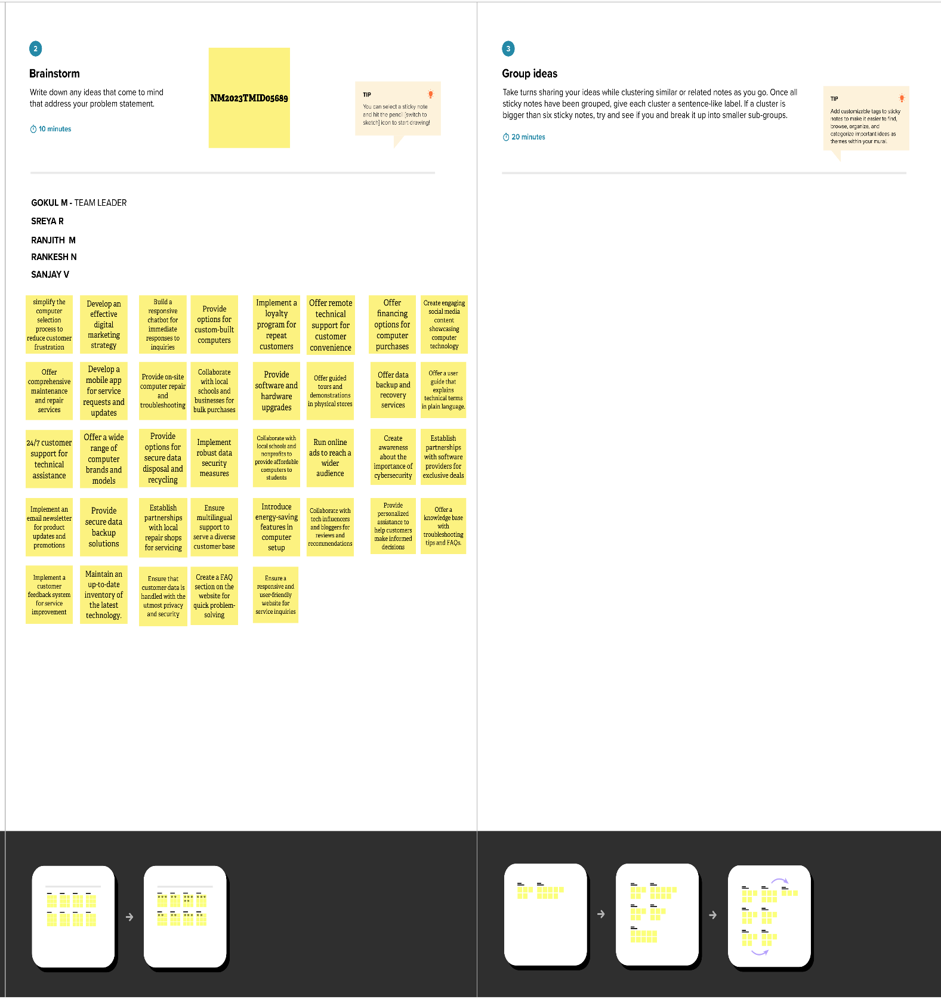 2
Brainstorm
Write down any ideas that come to mind
that address your problem statement.
10 minutes
NM2023TMID05689
TIP
You can select a sticky note
and hit the pencil [switch to
sketch] icon to start drawing!
GOKUL M - TEAM LEADER
SREYA R
RANJITH  M
RANKESH N
SANJAY V
simplify the
computer
selection
process to
reduce customer
frustration
Develop an
effective
digital
marketing
strategy
Build a
responsive
chatbot for
immediate
responses to
inquiries
Provide
options for
custom-built
computers
Implement a
loyalty
program for
repeat
customers
Offer remote
technical
support for
customer
convenience
Offer
financing
options for
computer
purchases
Create engaging
social media
content
showcasing
computer
technology
Offer
comprehensive
maintenance
and repair
services
Develop a
mobile app
for service
requests and
updates
Provide on-site
computer repair
and
troubleshooting
Collaborate
with local
schools and
businesses for
bulk purchases
Provide
software and
hardware
upgrades
Offer guided
tours and
demonstrations
in physical stores
Offer data
backup and
recovery
services
Offer a user
guide that
explains
technical terms
in plain language.
24/7 customer
support for
technical
assistance
Offer a wide
range of
computer
brands and
models
Provide
options for
secure data
disposal and
recycling
Implement
robust data
security
measures
Collaborate with
local schools and
nonprofits to
provide affordable
computers to
students
Run online
ads to reach a
wider
audience
Create
awareness
about the
importance of
cybersecurity
Establish
partnerships
with software
providers for
exclusive deals
Implement an
email newsletter
for product
updates and
promotions
Provide
secure data
backup
solutions
Establish
partnerships
with local
repair shops
for servicing
Ensure
multilingual
support to
serve a diverse
customer base
Introduce
energy-saving
features in
computer
setup
Collaborate with
tech influencers
and bloggers for
reviews and
recommendations
Provide
personalized
assistance to
help customers
make informed
decisions
Offer a
knowledge base
with
troubleshooting
tips and FAQs.
Implement a
customer
feedback system
for service
improvement
Maintain an
up-to-date
inventory of
the latest
technology.
Ensure that
customer data is
handled with the
utmost privacy
and security
Create a FAQ
section on the
website for
quick problem-
solving
Ensure a
responsive and
user-friendly
website for
service inquiries
3
Group ideas
Take turns sharing your ideas while clustering similar or related notes as you go. Once all
sticky notes have been grouped, give each cluster a sentence-like label. If a cluster is
bigger than six sticky notes, try and see if you and break it up into smaller sub-groups.
20 minutes
TIP
Add customizable tags to sticky
notes to make it easier to find,
browse, organize, and
categorize important ideas as
themes within your mural.